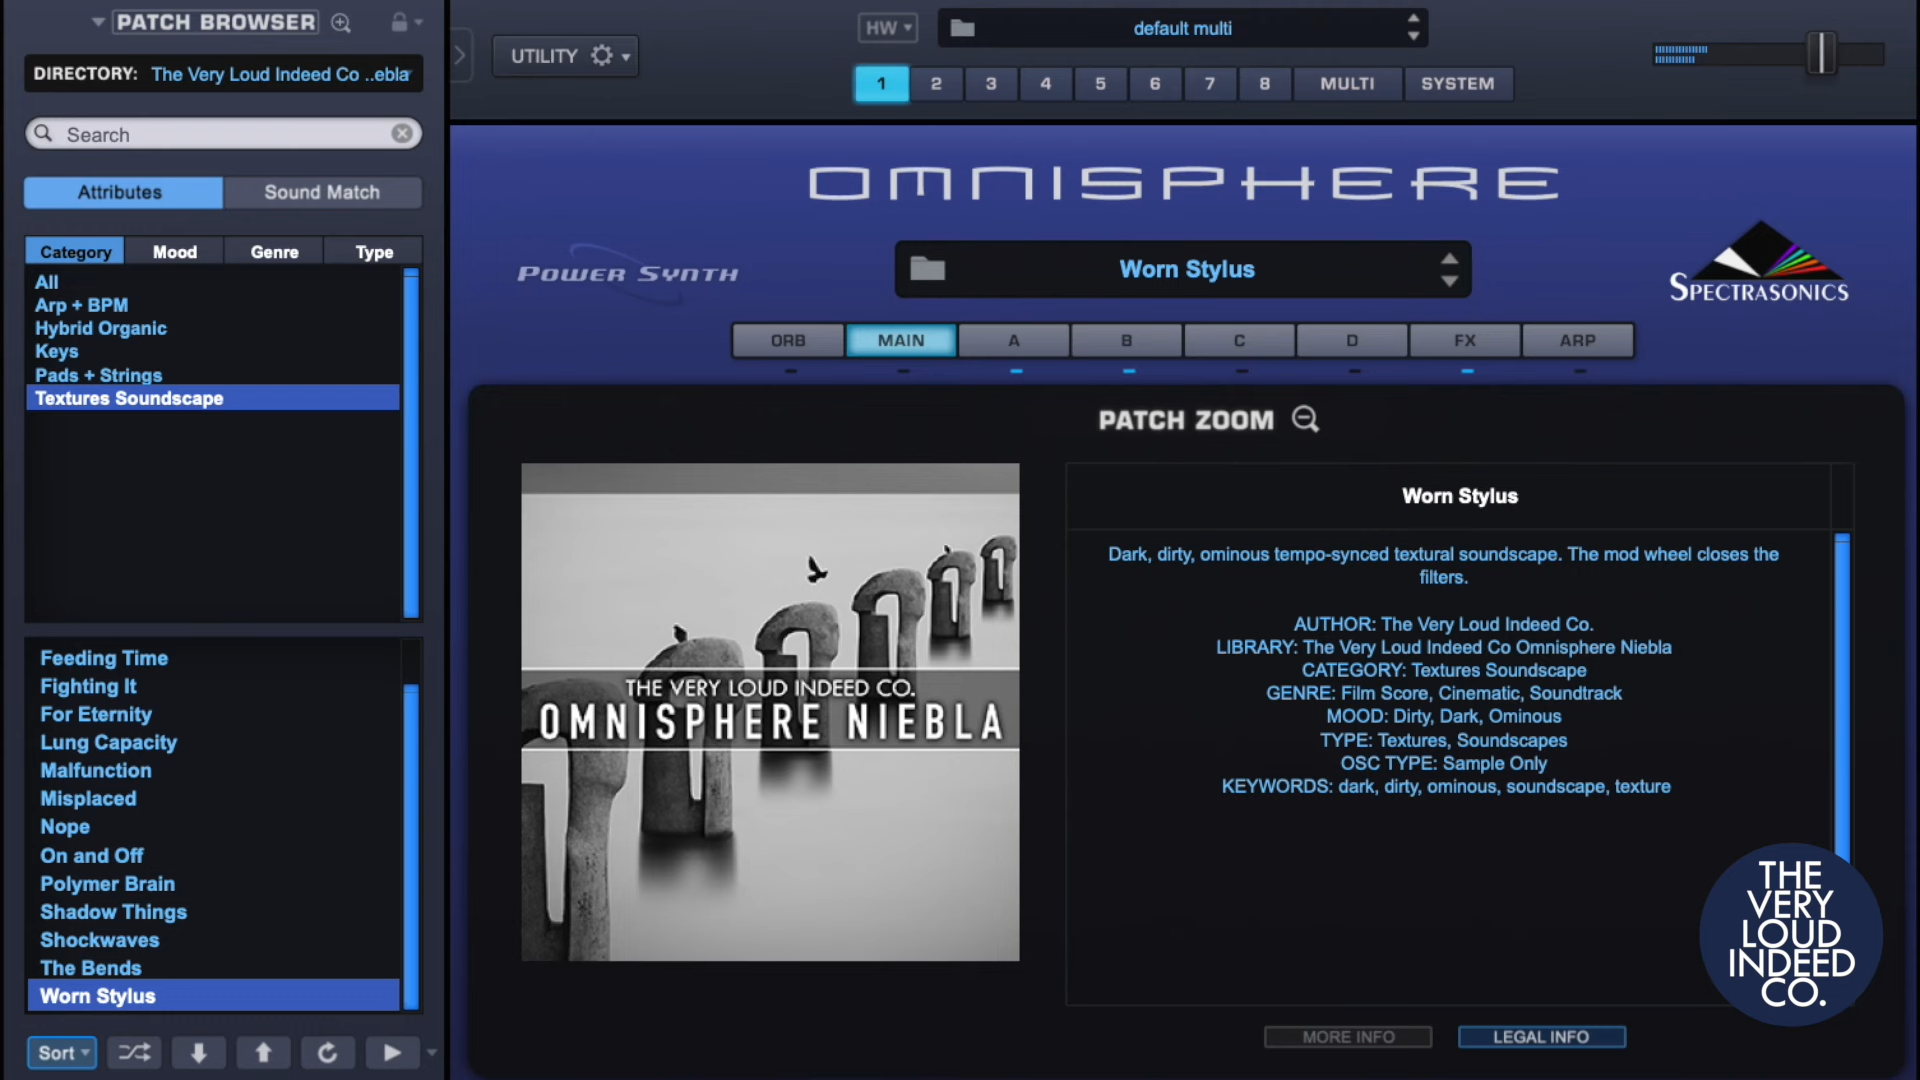 PATCH BROWSER
DIRECTORY: The Very Loud Indeed Co ..ebla
Search
Attributes
Sound Match
Category
Mood
Genre
Type
All
Arp + BPM
Hybrid Organic
Keys
Pads + Strings
Textures Soundscape
Feeding Time
Fighting It
For Eternity
Lung Capacity
Malfunction
Misplaced
Nope
On and Off
Polymer Brain
Shadow Things
Shockwaves
The Bends
Worn Stylus
Sort
UTILITY
HW
default multi
1 2 3 4 5 6 7 8 MULTI SYSTEM
OMNISPHERE
POWER SYNTH
Worn Stylus
SPECTRASONICS
ORB MAIN A B C D FX ARP
PATCH ZOOM
THE VERY LOUD INDEED CO.
OMNISPHERE NIEBLA
Worn Stylus
Dark, dirty, ominous tempo-synced textural soundscape. The mod wheel closes the
filters.
AUTHOR: The Very Loud Indeed Co.
LIBRARY: The Very Loud Indeed Co Omnisphere Niebla
CATEGORY: Textures Soundscape
GENRE: Film Score, Cinematic, Soundtrack
MOOD: Dirty, Dark, Ominous
TYPE: Textures, Soundscapes
OSC TYPE: Sample Only
KEYWORDS: dark, dirty, ominous, soundscape, texture
MORE INFO
LEGAL INFO
THE
VERY
LOUD
INDEED
CO.